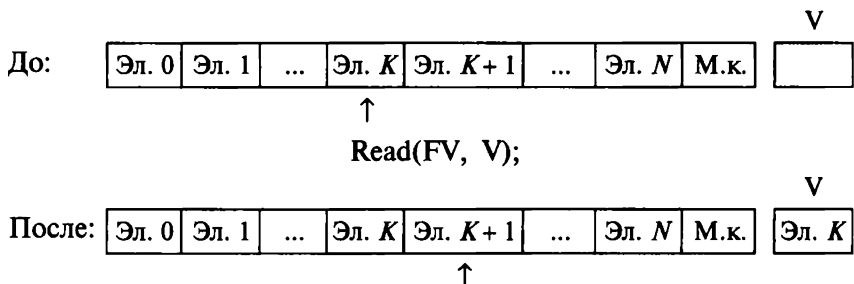 V
До: Эл. 0 Эл. 1 ... Эл. K Эл. K+1 ... Эл. N М.к.
↑
Read(FV, V);
V
После: Эл. 0 Эл. 1 ... Эл. K Эл. K+1 ... Эл. N М.к. Эл. K
↑